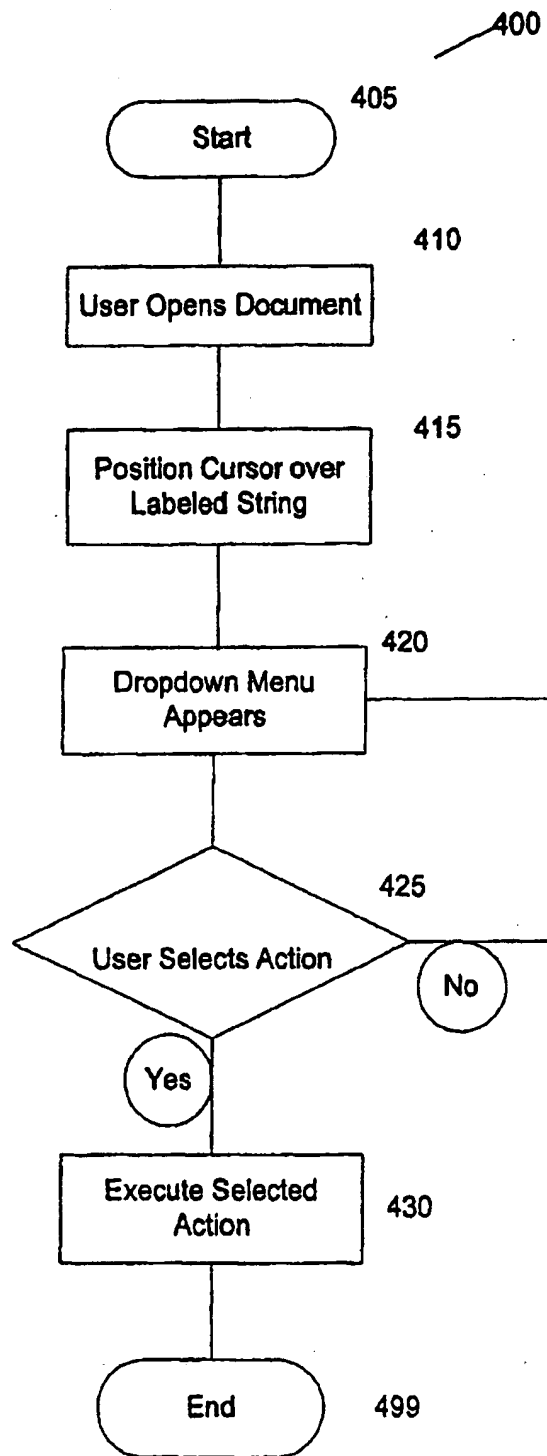 400
405
Start
410
User Opens Document
415
Position Cursor over
Labeled String
420
Dropdown Menu
Appears
425
User Selects Action
No
Yes
Execute Selected
Action
430
End
499